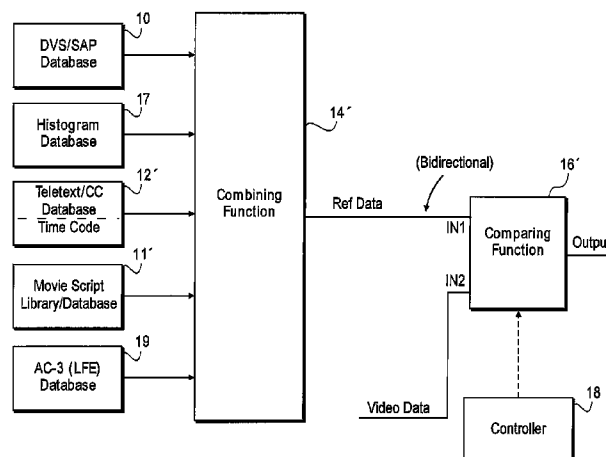 10
DVS/SAP
Database
17
Histogram
Database
12´
Teletext/CC
Database
Time Code
11´
Movie Script
Library/Database
19
AC-3 (LFE)
Database
14´
Combining
Function
Ref Data
(Bidirectional)
16´
IN1
Comparing
Function
Output
IN2
Video Data
18
Controller